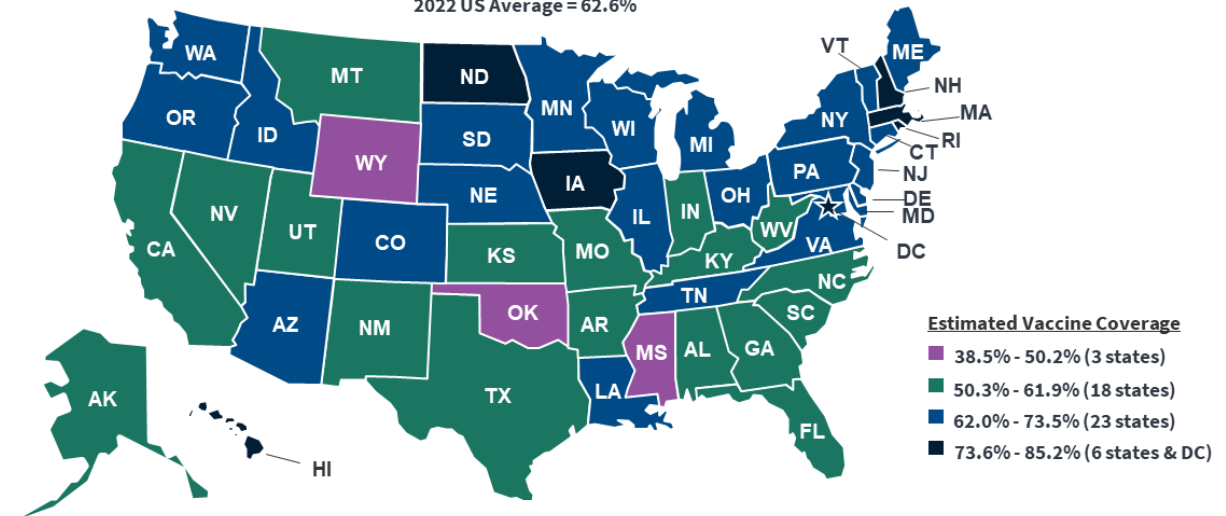 2022 US Average = 62.6%
WA
MT
ND
MN
VT
ME
NH
MA
RI
CT
NJ
DE
MD
DC
OR
ID
WY
SD
WI
MI
NY
IA
NE
PA
NV
UT
CO
IL
IN
OH
WV
VA
CA
KS
MO
KY
NC
AZ
NM
OK
AR
TN
SC
MS
AL
GA
TX
LA
FL
AK
HI
Estimated Vaccine Coverage
38.5% - 50.2% (3 states)
50.3% - 61.9% (18 states)
62.0% - 73.5% (23 states)
73.6% - 85.2% (6 states & DC)